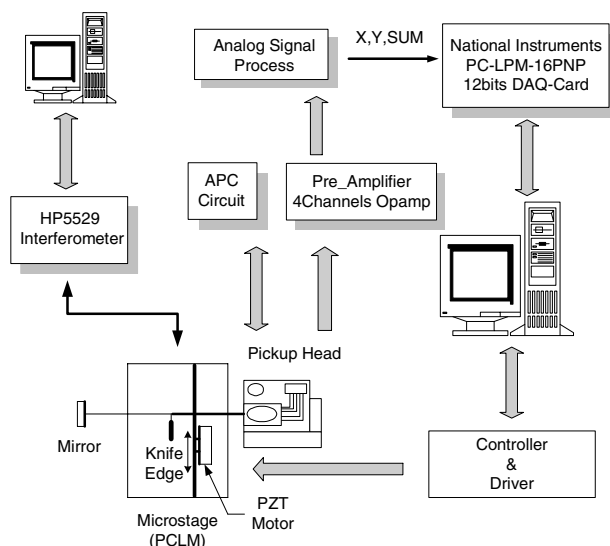 Analog Signal
Process
X,Y,SUM
National Instruments
PC-LPM-16PNP
12bits DAQ-Card
APC
Circuit
Pre_Amplifier
4Channels Opamp
HP5529
Interferometer
Pickup Head
Mirror
Knife
Edge
PZT
Motor
Microstage
(PCLM)
Controller
&
Driver